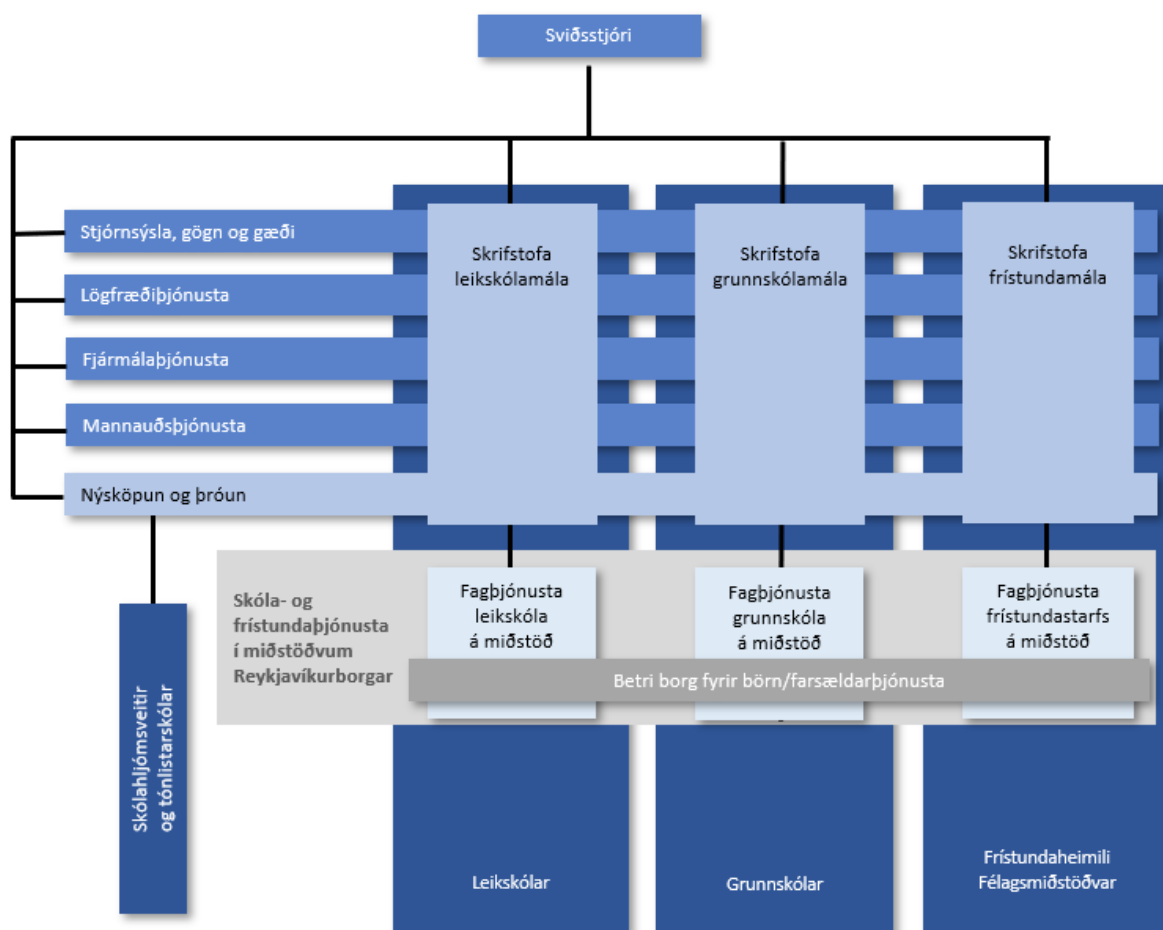 Sviðsstjóri
Stjórnsýsla, gögn og gæði
Lögfræðiþjónusta
Fjármálaþjónusta
Mannauðsþjónusta
Nýsköpun og þróun
Skrifstofa
leikskólamála
Skrifstofa
grunnskólamála
Skrifstofa
frístundamála
Skóla- og
frístundaþjónusta
í miðstöðvum
Reykjavíkurborgar
Fagþjónusta
leikskóla
á miðstöð
Fagþjónusta
grunnskóla
á miðstöð
Fagþjónusta
frístundastarfs
á miðstöð
Betri borg fyrir börn/farsældarþjónusta
Skólahljómsveitir
og tónlistarskólar
Leikskólar
Grunnskólar
Frístundaheimili
Félagsmiðstöðvar